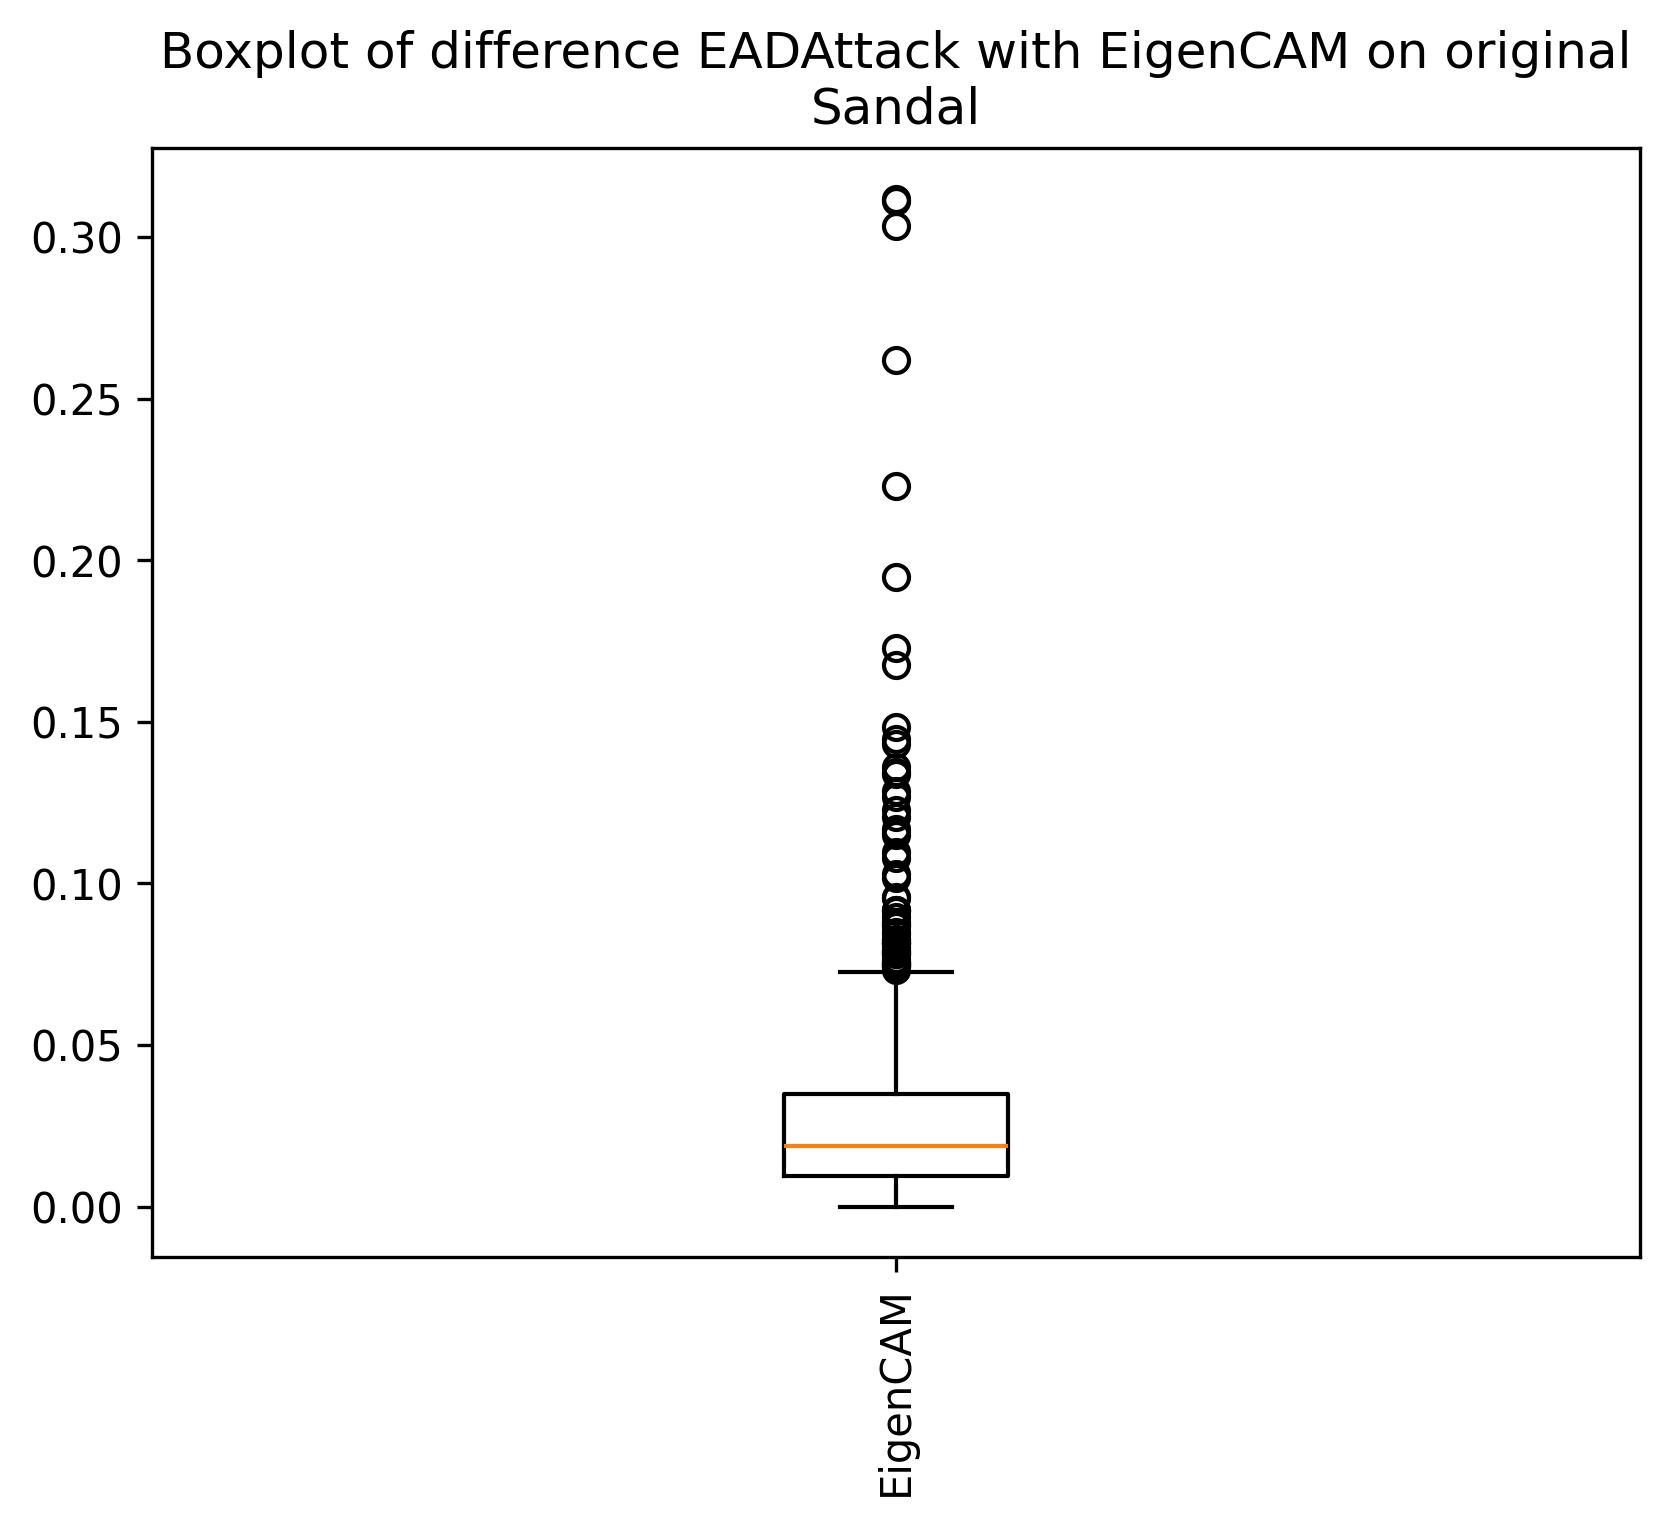 Boxplot of difference EADAttack with EigenCAM on original
Sandal
0.30
0.25
0.20
0.15
0.10
0.05
0.00
EigenCAM